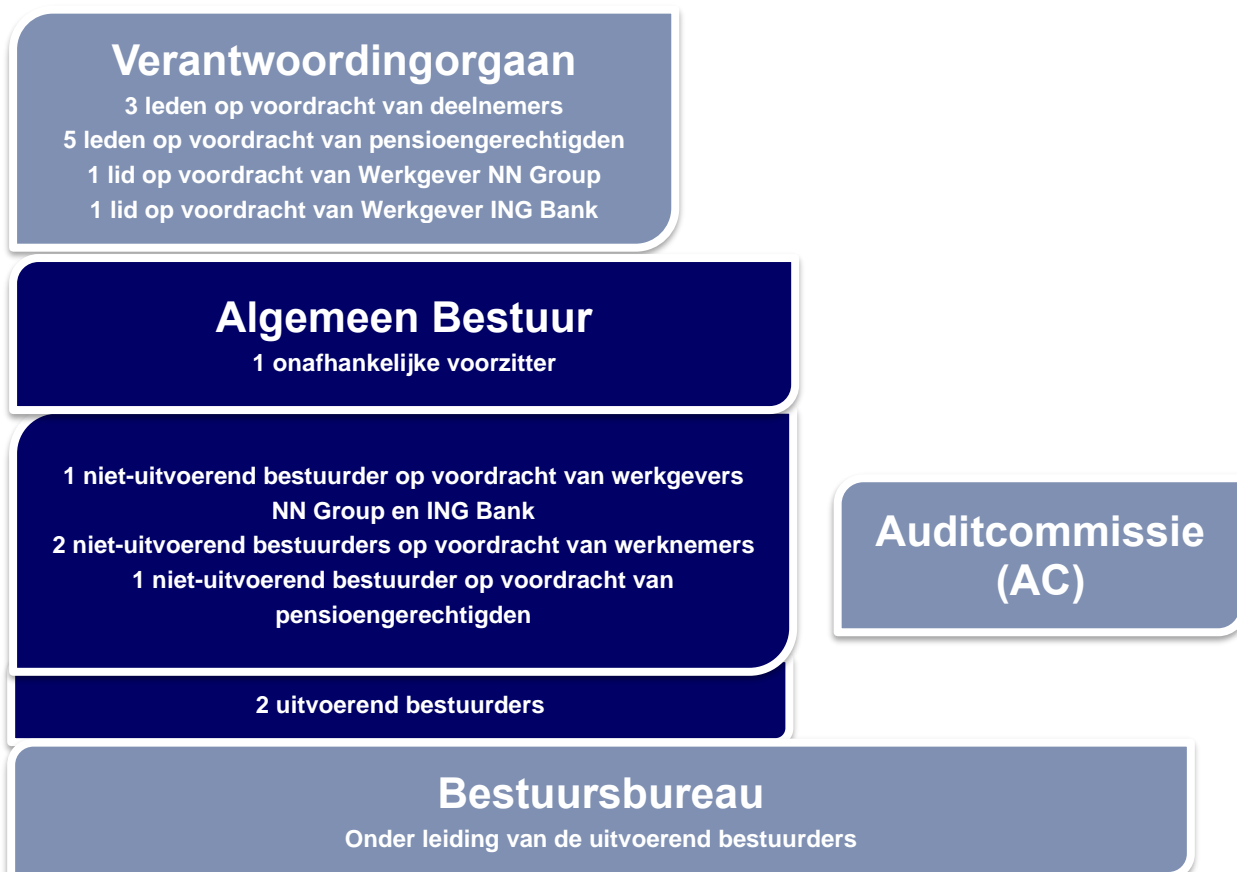 Verantwoordingorgaan
3 leden op voordracht van deelnemers
5 leden op voordracht van pensioengerechtigden
1 lid op voordracht van Werkgever NN Group
1 lid op voordracht van Werkgever ING Bank
Algemeen Bestuur
1 onafhankelijke voorzitter
1 niet-uitvoerend bestuurder op voordracht van werkgevers
NN Group en ING Bank
2 niet-uitvoerend bestuurders op voordracht van werknemers
1 niet-uitvoerend bestuurder op voordracht van
pensioengerechtigden
Auditcommissie
(AC)
2 uitvoerend bestuurders
Bestuursbureau
Onder leiding van de uitvoerend bestuurders